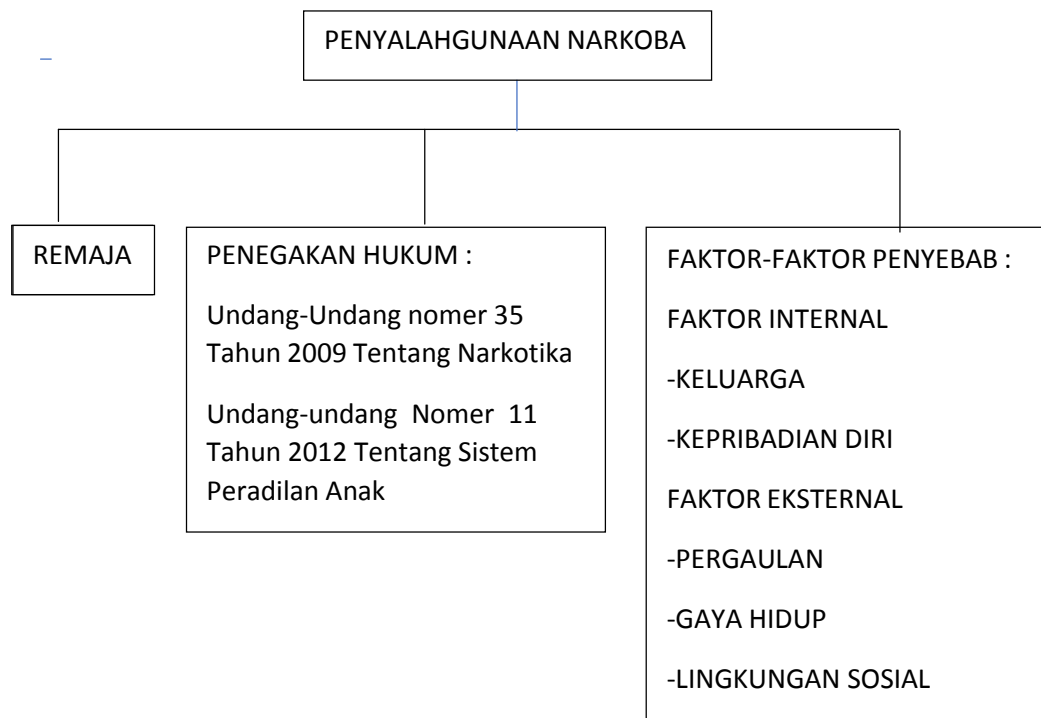 PENYALAHGUNAAN NARKOBA
REMAJA
PENEGAKAN HUKUM :
Undang-Undang nomer 35
Tahun 2009 Tentang Narkotika
Undang-undang Nomer 11
Tahun 2012 Tentang Sistem
Peradilan Anak
FAKTOR-FAKTOR PENYEBAB :
FAKTOR INTERNAL
-KELUARGA
-KEPRIBADIAN DIRI
FAKTOR EKSTERNAL
-PERGAULAN
-GAYA HIDUP
-LINGKUNGAN SOSIAL